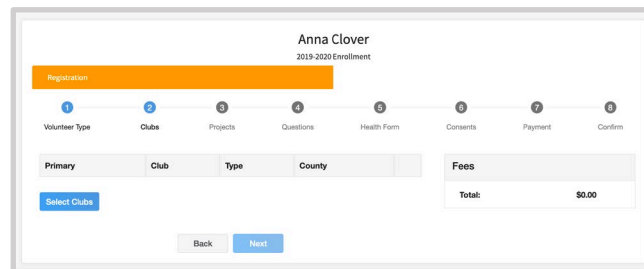 Anna Clover
2019-2020 Enrollment
Registration
1 2 3 4 5 6 7 8
Volunteer Type Clubs Projects Questions Health Form Consents Payment Confirm
Primary Club Type County
Fees
Select Clubs
Total: $0.00
Back Next